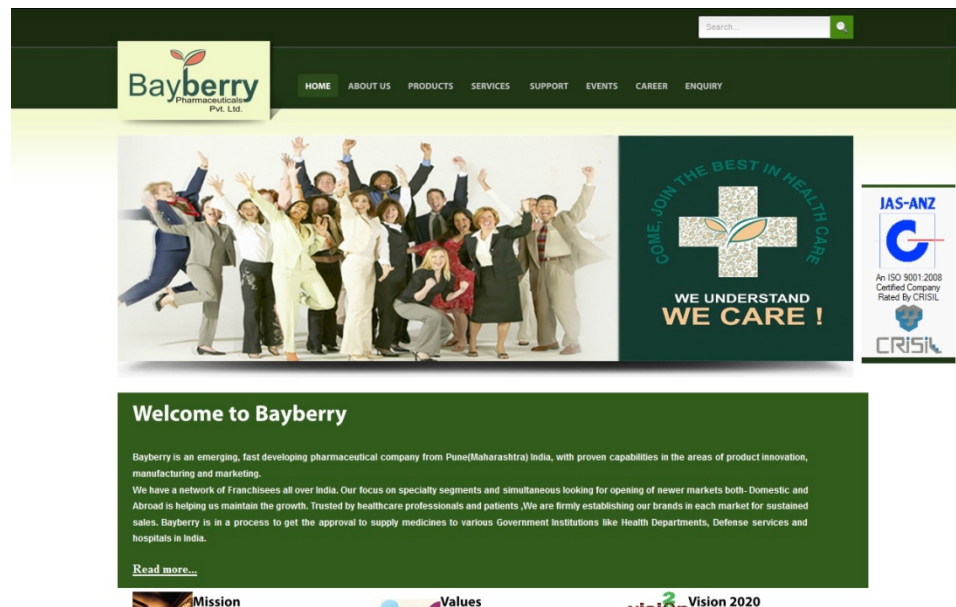 Search...
Bayberry
Pharmaceuticals
Pvt. Ltd.
HOME ABOUT US PRODUCTS SERVICES SUPPORT EVENTS CAREER ENQUIRY
COME, JOIN THE BEST IN HEALTH CARE
WE UNDERSTAND
WE CARE !
JAS-ANZ
An ISO 9001:2008
Certified Company
Rated By CRISIL
CRISIL
Welcome to Bayberry
Bayberry is an emerging, fast developing pharmaceutical company from Pune(Maharashtra) India, with proven capabilities in the areas of product innovation,
manufacturing and marketing.
We have a network of Franchisees all over India. Our focus on specialty segments and simultaneous looking for opening of newer markets both- Domestic and
Abroad is helping us maintain the growth. Trusted by healthcare professionals and patients ,We are firmly establishing our brands in each market for sustained
sales. Bayberry is in a process to get the approval to supply medicines to various Government Institutions like Health Departments, Defense services and
hospitals in India.
Read more...
Mission
Values
Vision 2020